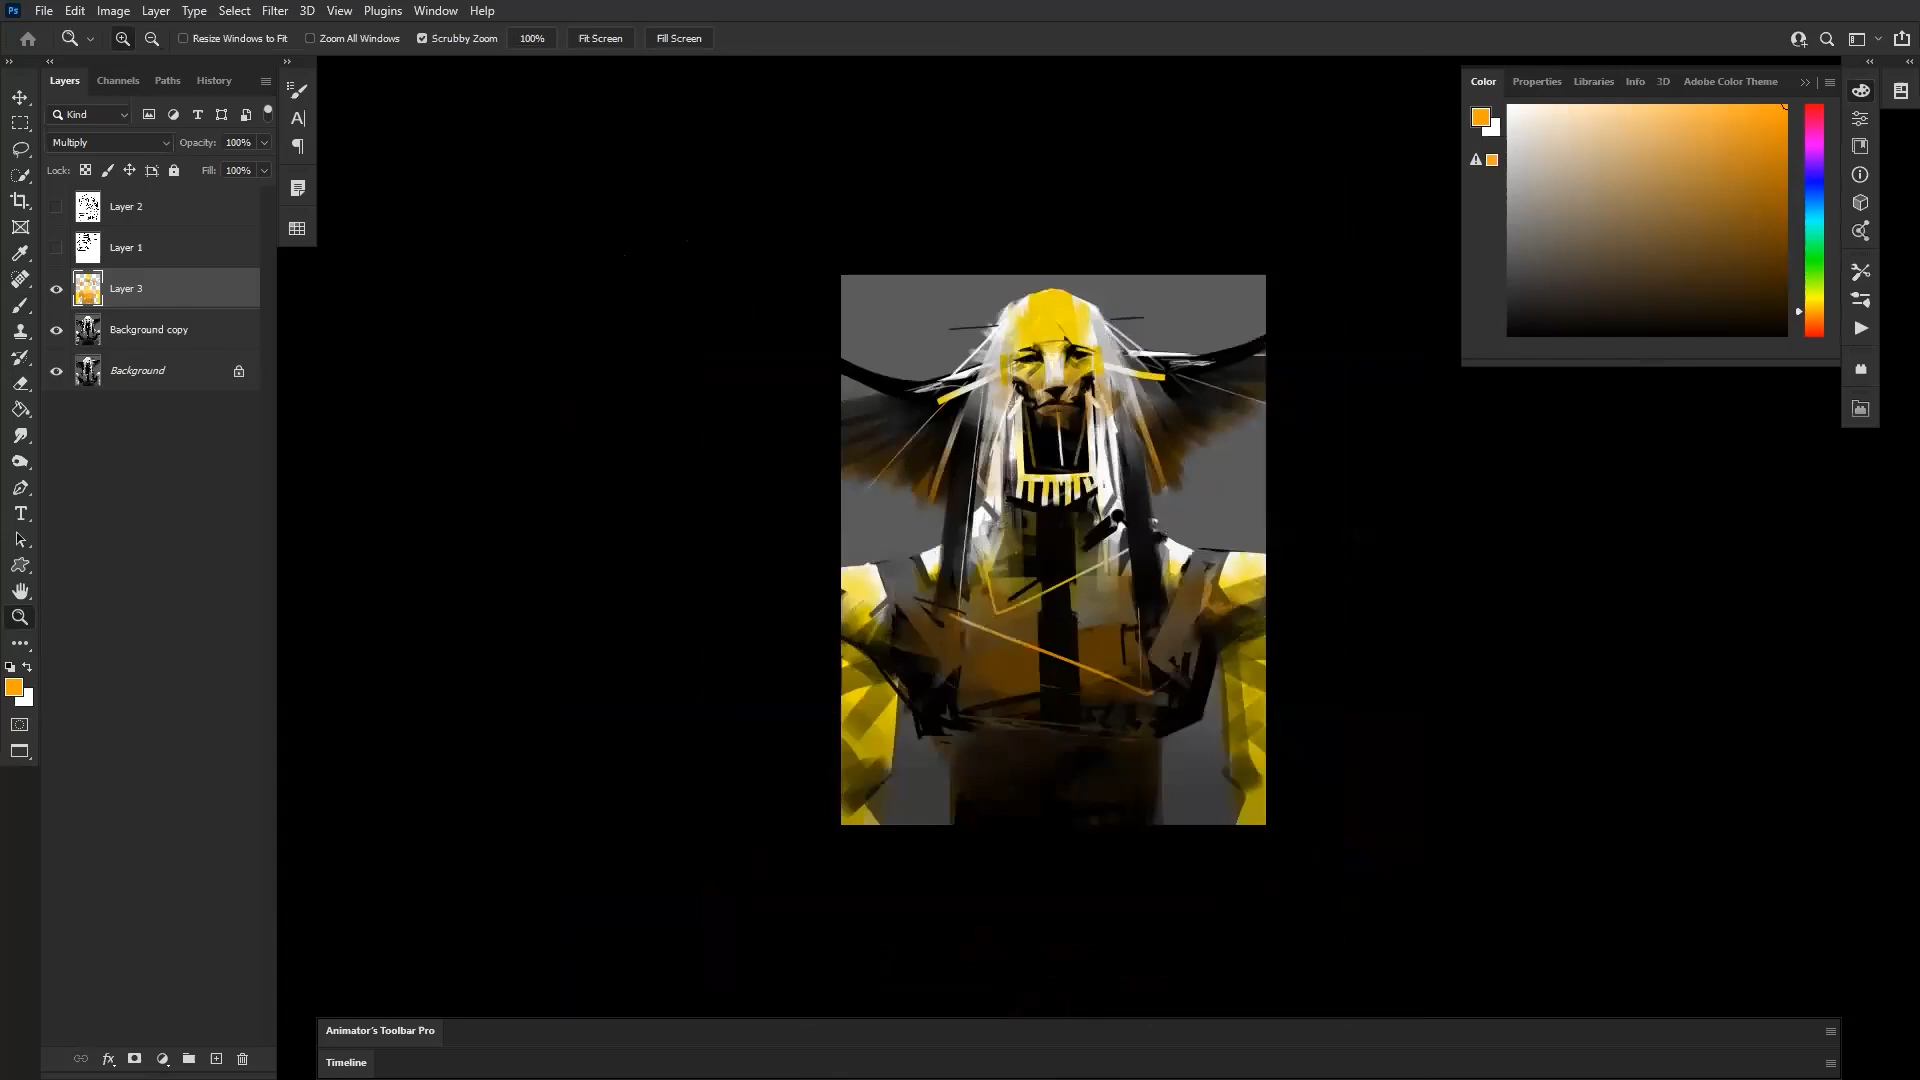 Ps File Edit Image Layer Type Select Filter 3D View Plugins Window Help
Resize Windows to Fit Zoom All Windows Scrubby Zoom 100% Fit Screen Fill Screen
Layers Channels Paths History
Kind
Multiply Opacity: 100%
Lock: Fill: 100%
Layer 2
Layer 1
Layer 3
Background copy
Background
Color Properties Libraries Info 3D Adobe Color Theme
Animator's Toolbar Pro
Timeline